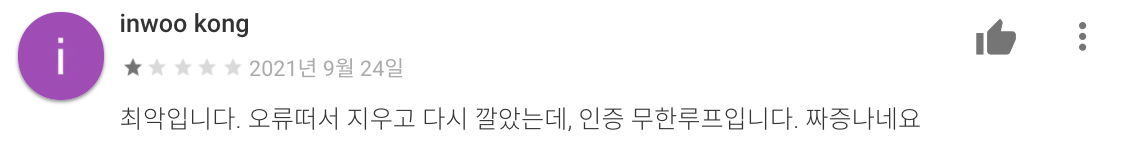 i
inwoo kong
2021년 9월 24일
최악입니다. 오류떠서 지우고 다시 깔았는데, 인증 무한루프입니다. 짜증나네요